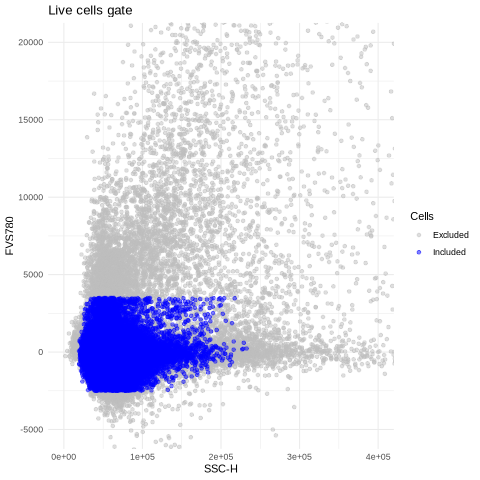 Live cells gate
20000
15000
10000
5000
0
-5000
FVS780
0e+00 1e+05 2e+05 3e+05 4e+05
SSC-H
Cells
Excluded
Included